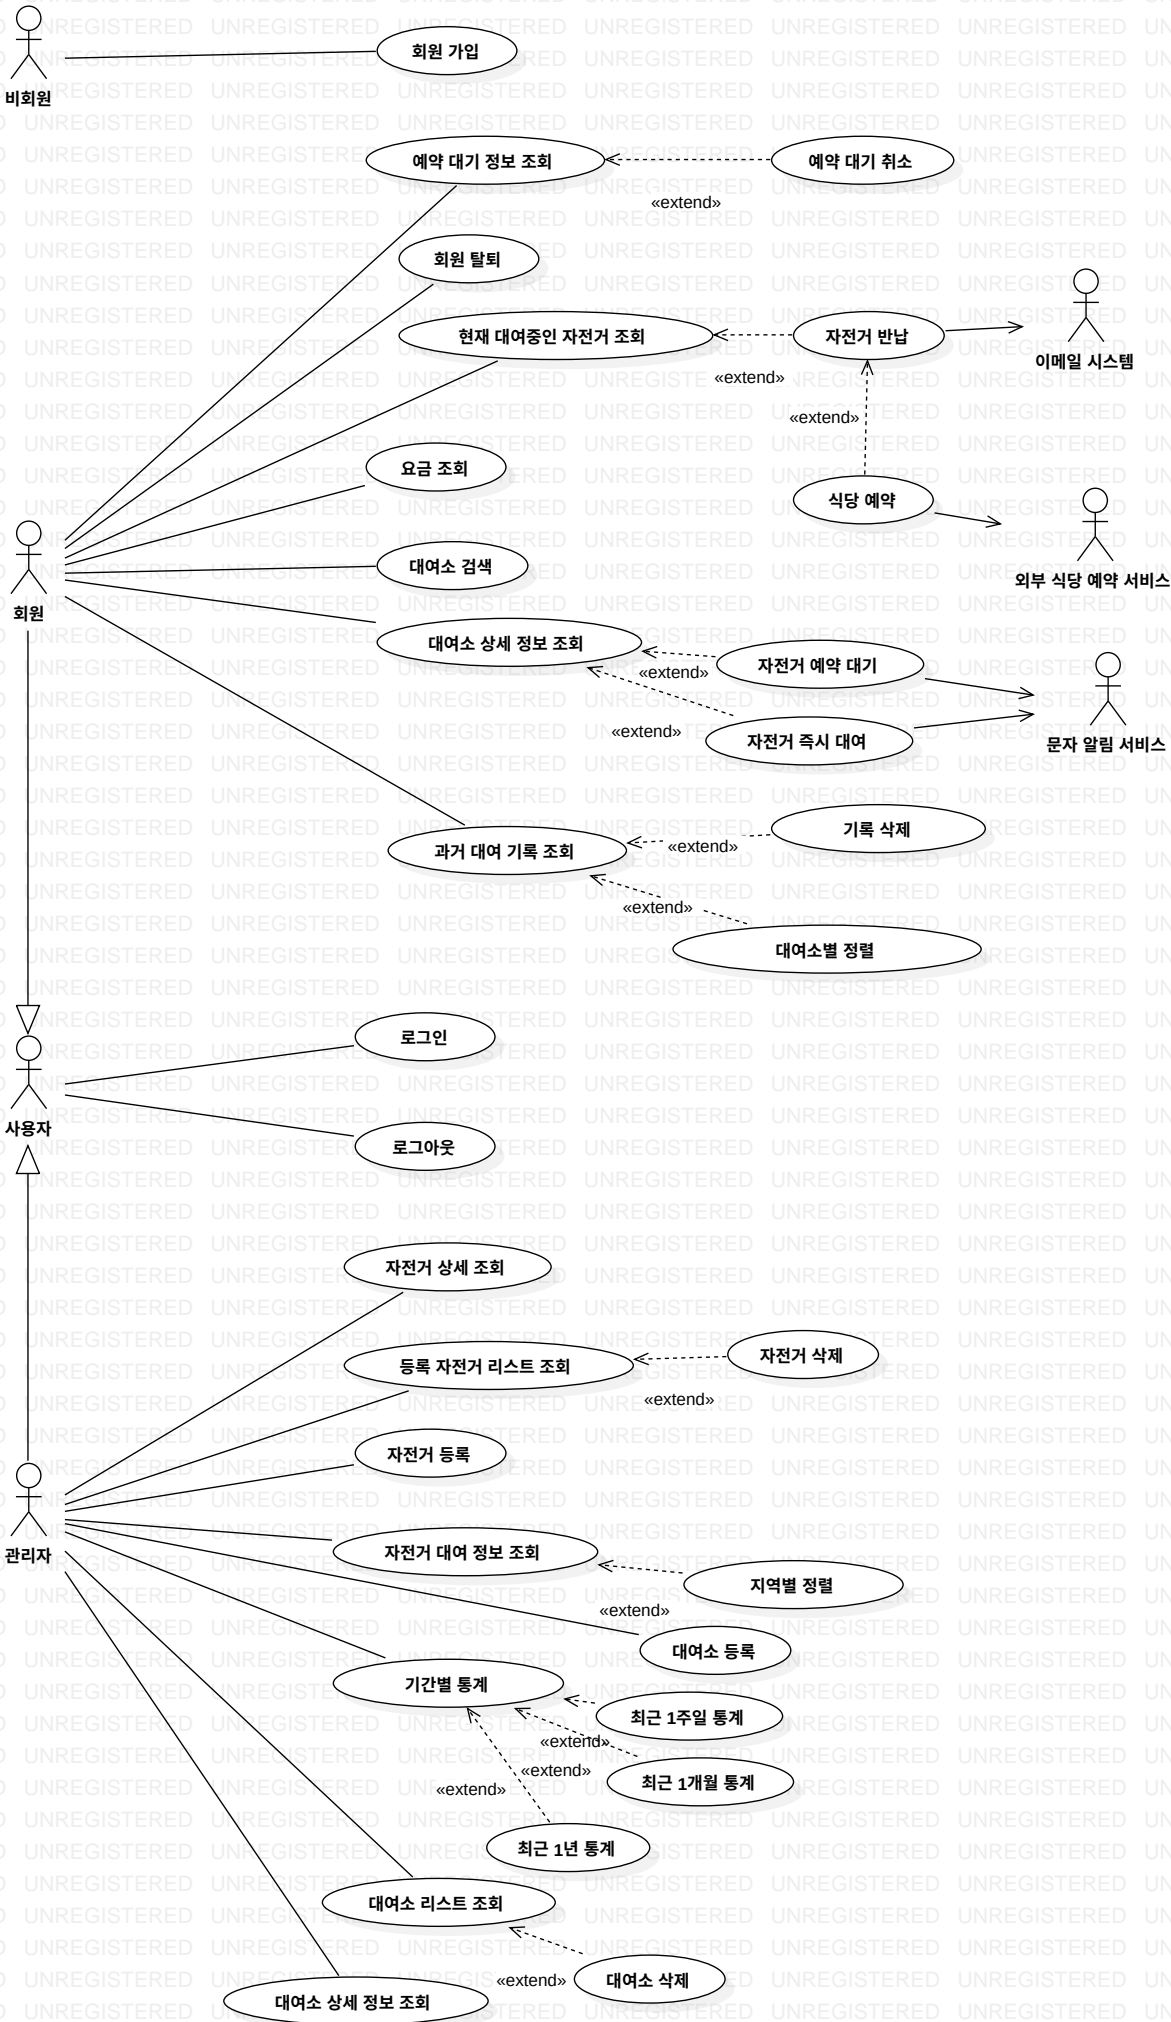 회원 가입
비회원
예약 대기 정보 조회
예약 대기 취소
«extend»
회원 탈퇴
현재 대여중인 자전거 조회
자전거 반납
이메일 시스템
«extend»
«extend»
요금 조회
식당 예약
외부 식당 예약 서비스
대여소 검색
회원
대여소 상세 정보 조회
자전거 예약 대기
«extend»
자전거 즉시 대여
«extend»
문자 알림 서비스
기록 삭제
과거 대여 기록 조회
«extend»
«extend»
대여소별 정렬
로그인
사용자
로그아웃
자전거 상세 조회
등록 자전거 리스트 조회
자전거 삭제
«extend»
자전거 등록
관리자
자전거 대여 정보 조회
지역별 정렬
«extend»
대여소 등록
기간별 통계
최근 1주일 통계
«extend»
«extend»
최근 1개월 통계
«extend»
최근 1년 통계
대여소 리스트 조회
«extend»
대여소 삭제
대여소 상세 정보 조회
UNREGISTERED